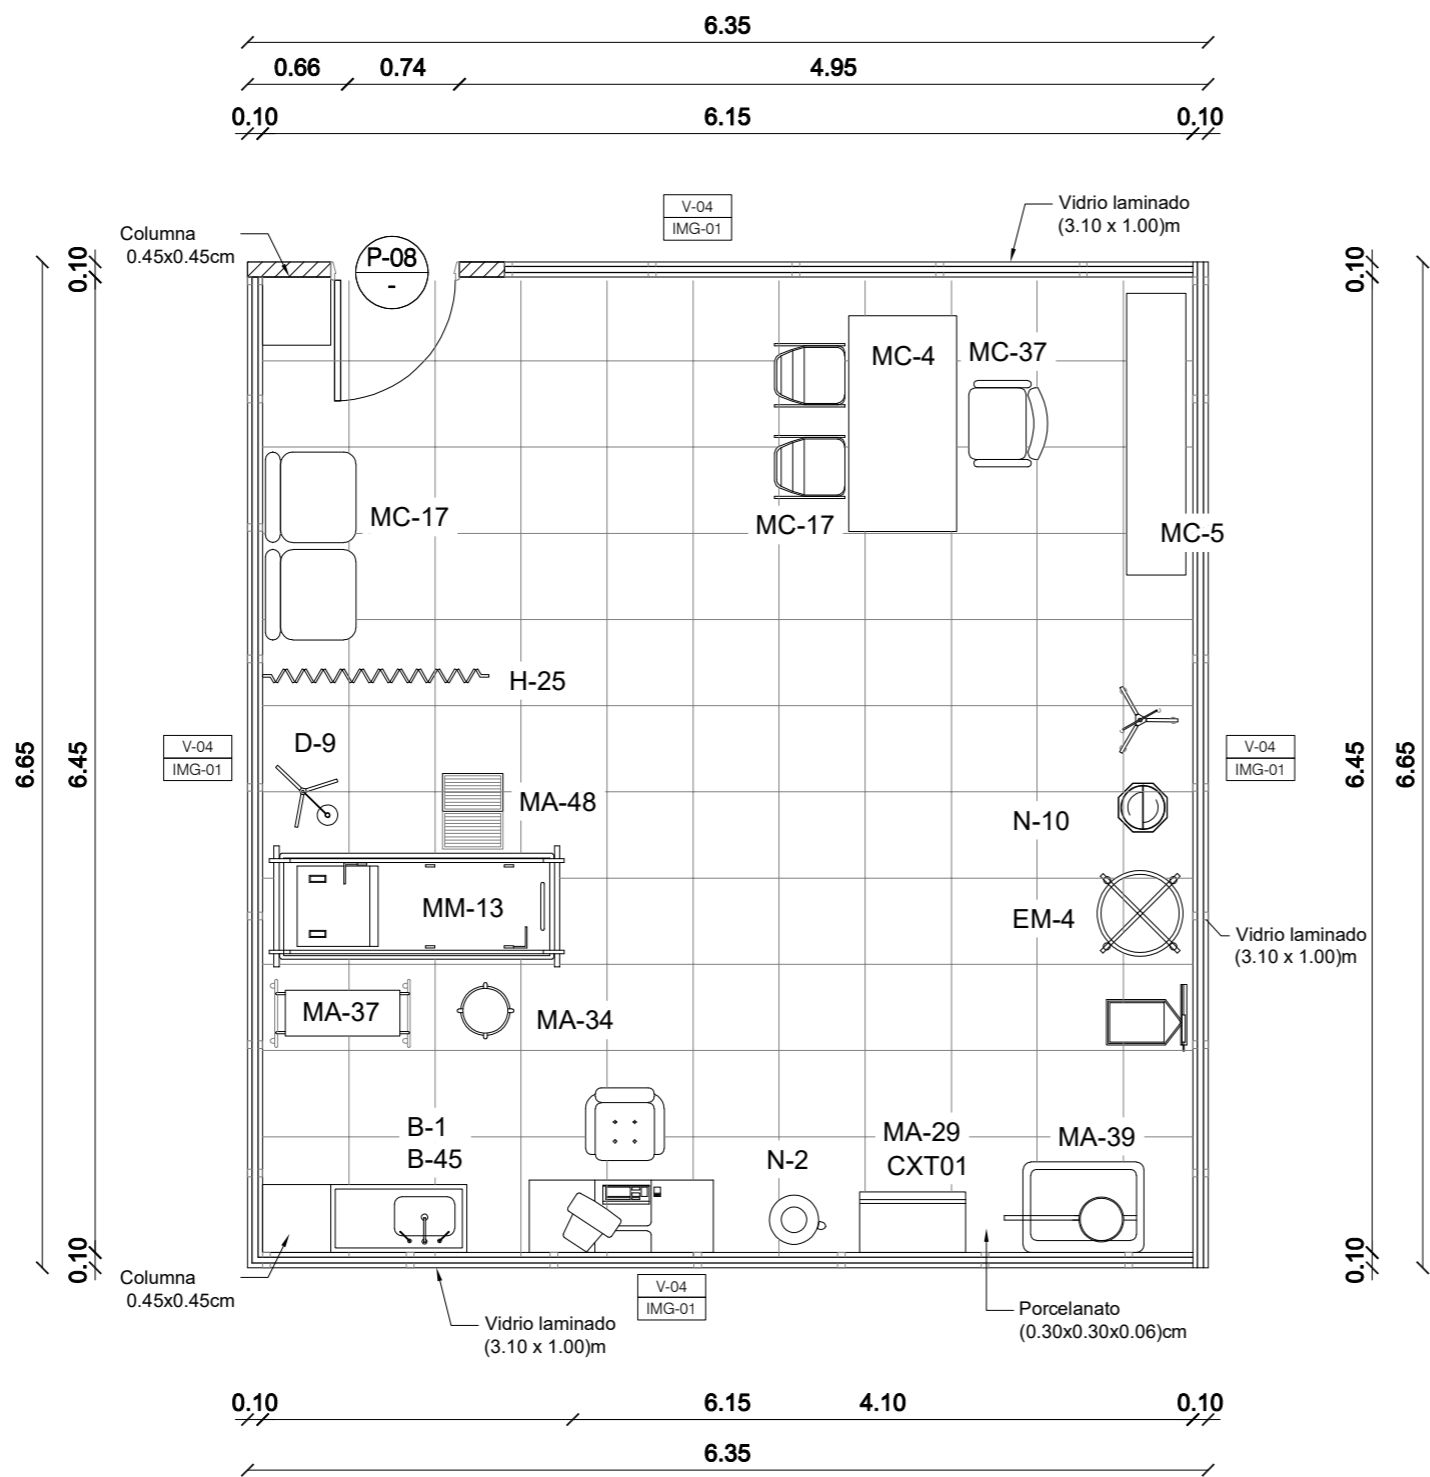 6.35
0.66
0.74
4.95
0.10
6.15
0.10
V-04
IMG-01
Vidrio laminado
(3.10 x 1.00)m
Columna
0.45x0.45cm
P-08
-
0.10
0.10
MC-4
MC-37
MC-17
MC-17
MC-5
H-25
V-04
IMG-01
D-9
V-04
IMG-01
6.65
6.45
6.45
6.65
MA-48
N-10
MM-13
EM-4
Vidrio laminado
(3.10 x 1.00)m
MA-37
MA-34
B-1
B-45
N-2
MA-29
CXT01
MA-39
0.10
0.10
Columna
0.45x0.45cm
V-04
IMG-01
Vidrio laminado
(3.10 x 1.00)m
Porcelanato
(0.30x0.30x0.06)cm
0.10
6.15
4.10
0.10
6.35